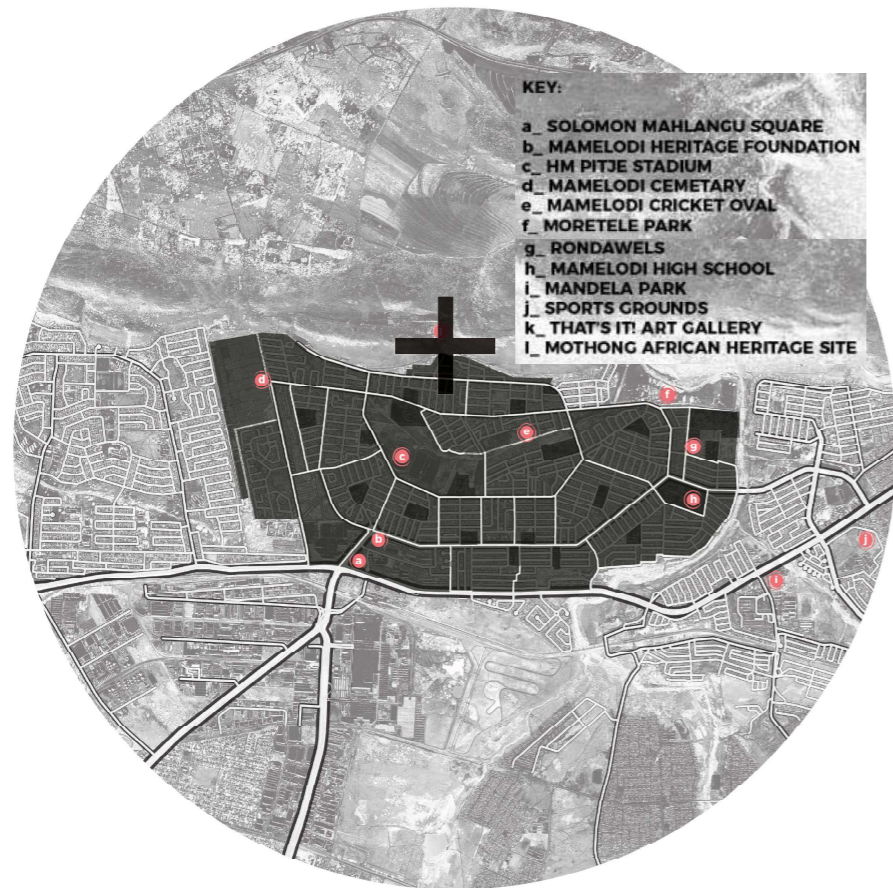 KEY:
a_ SOLOMON MAHLANGU SQUARE
b_ MAMELODI HERITAGE FOUNDATION
c_ HM PITJE STADIUM
d_ MAMELODI CEMETARY
e_ MAMELODI CRICKET OVAL
f_ MORETELE PARK
g_ RONDAWELS
h_ MAMELODI HIGH SCHOOL
i_ MANDELA PARK
j_ SPORTS GROUNDS
k_ THAT'S IT! ART GALLERY
l_ MOTHONG AFRICAN HERITAGE SITE
d
f
e
g
c
h
b
j
a
i